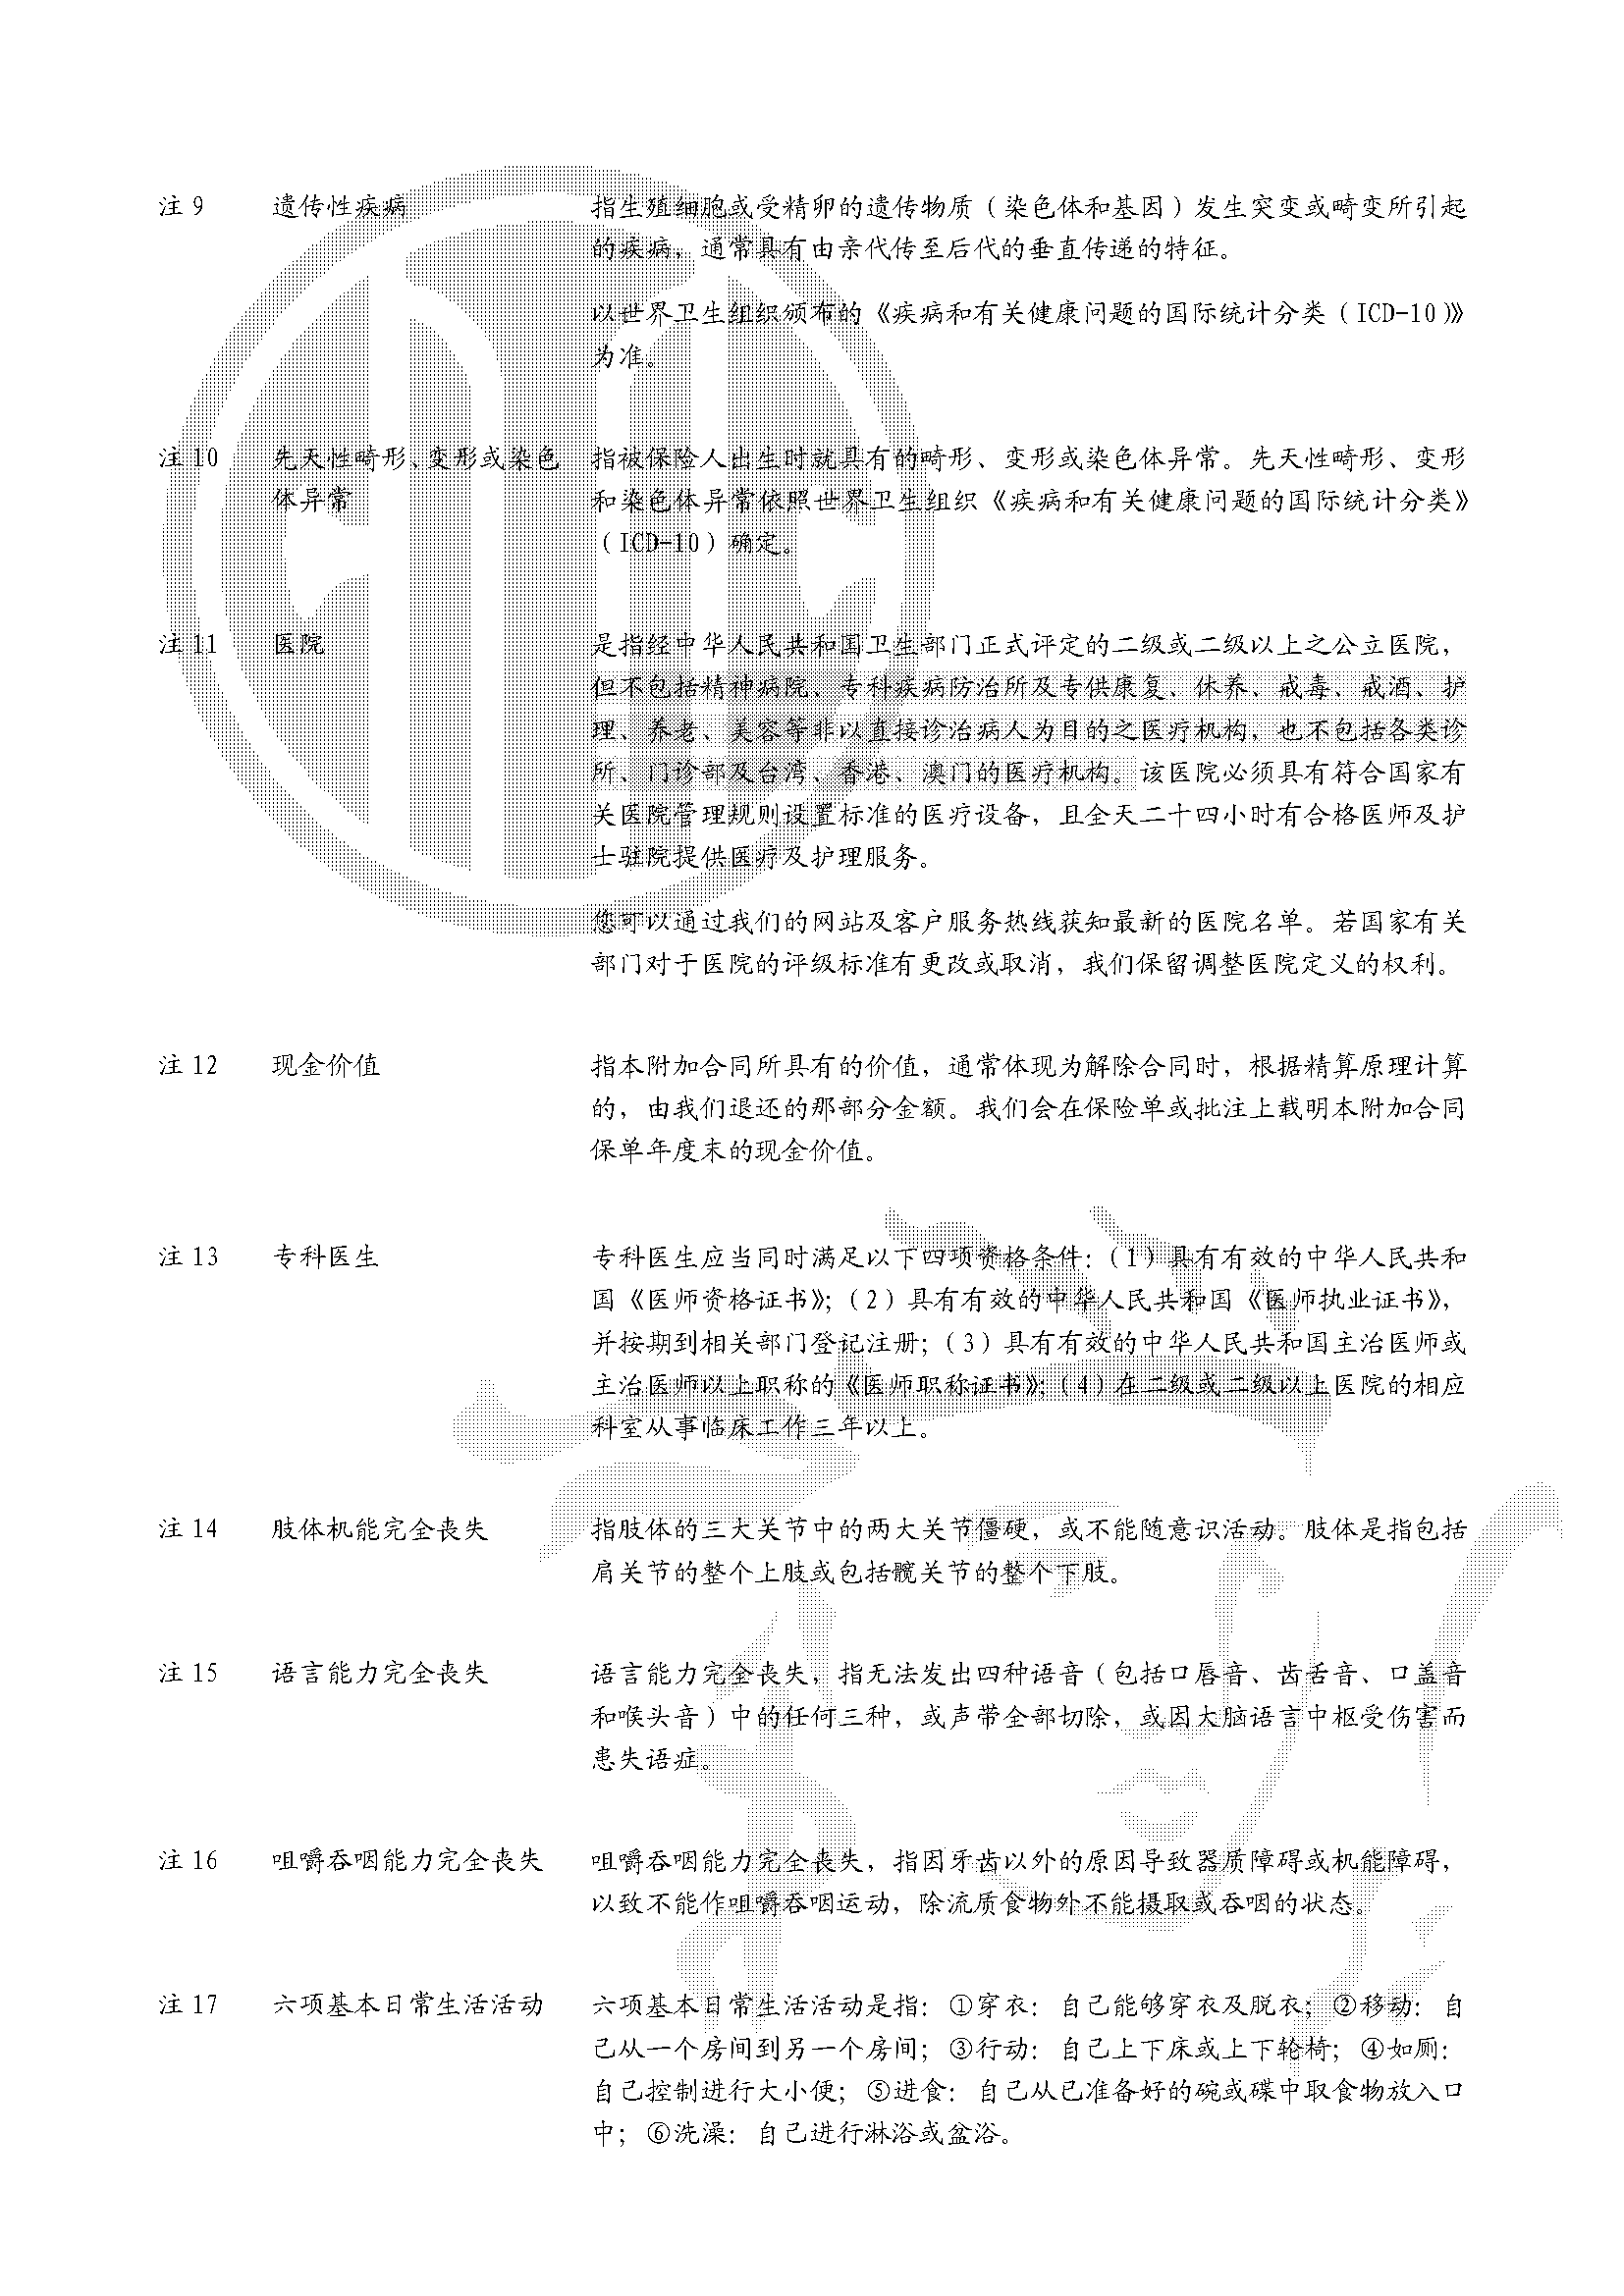 注 9 遗传性疾病 指生殖细胞或受精卵的遗传物质（染色体和基因）发生突变或畸变所引起
的疾病，通常具有由亲代传至后代的垂直传递的特征。
以世界卫生组织颁布的《疾病和有关健康问题的国际统计分类（ICD-10）》
为准。
注 10 先天性畸形、变形或染色 指被保险人出生时就具有的畸形、变形或染色体异常。先天性畸形、变形
体异常 和染色体异常依照世界卫生组织《疾病和有关健康问题的国际统计分类》
（ICD-10）确定。
注 11 医院 是指经中华人民共和国卫生部门正式评定的二级或二级以上之公立医院，
但不包括精神病院、专科疾病防治所及专供康复、休养、戒毒、戒酒、护
理、养老、美容等非以直接诊治病人为目的之医疗机构，也不包括各类诊
所、门诊部及台湾、香港、澳门的医疗机构。该医院必须具有符合国家有
关医院管理规则设置标准的医疗设备，且全天二十四小时有合格医师及护
士驻院提供医疗及护理服务。
您可以通过我们的网站及客户服务热线获知最新的医院名单。若国家有关
部门对于医院的评级标准有更改或取消，我们保留调整医院定义的权利。
注 12 现金价值 指本附加合同所具有的价值，通常体现为解除合同时，根据精算原理计算
的，由我们退还的那部分金额。我们会在保险单或批注上载明本附加合同
保单年度末的现金价值。
注 13 专科医生 专科医生应当同时满足以下四项资格条件：（1）具有有效的中华人民共和
国《医师资格证书》；（2）具有有效的中华人民共和国《医师执业证书》，
并按期到相关部门登记注册；（3）具有有效的中华人民共和国主治医师或
主治医师以上职称的《医师职称证书》；（4）在二级或二级以上医院的相应
科室从事临床工作三年以上。
注 14 肢体机能完全丧失 指肢体的三大关节中的两大关节僵硬，或不能随意识活动。肢体是指包括
肩关节的整个上肢或包括髋关节的整个下肢。
注 15 语言能力完全丧失 语言能力完全丧失，指无法发出四种语音（包括口唇音、齿舌音、口盖音
和喉头音）中的任何三种，或声带全部切除，或因大脑语言中枢受伤害而
患失语症。
注 16 咀嚼吞咽能力完全丧失 咀嚼吞咽能力完全丧失，指因牙齿以外的原因导致器质障碍或机能障碍，
以致不能作咀嚼吞咽运动，除流质食物外不能摄取或吞咽的状态。
注 17 六项基本日常生活活动 六项基本日常生活活动是指：①穿衣：自己能够穿衣及脱衣；②移动：自
己从一个房间到另一个房间；③行动：自己上下床或上下轮椅；④如厕：
自己控制进行大小便；⑤进食：自己从已准备好的碗或碟中取食物放入口
中；⑥洗澡：自己进行淋浴或盆浴。